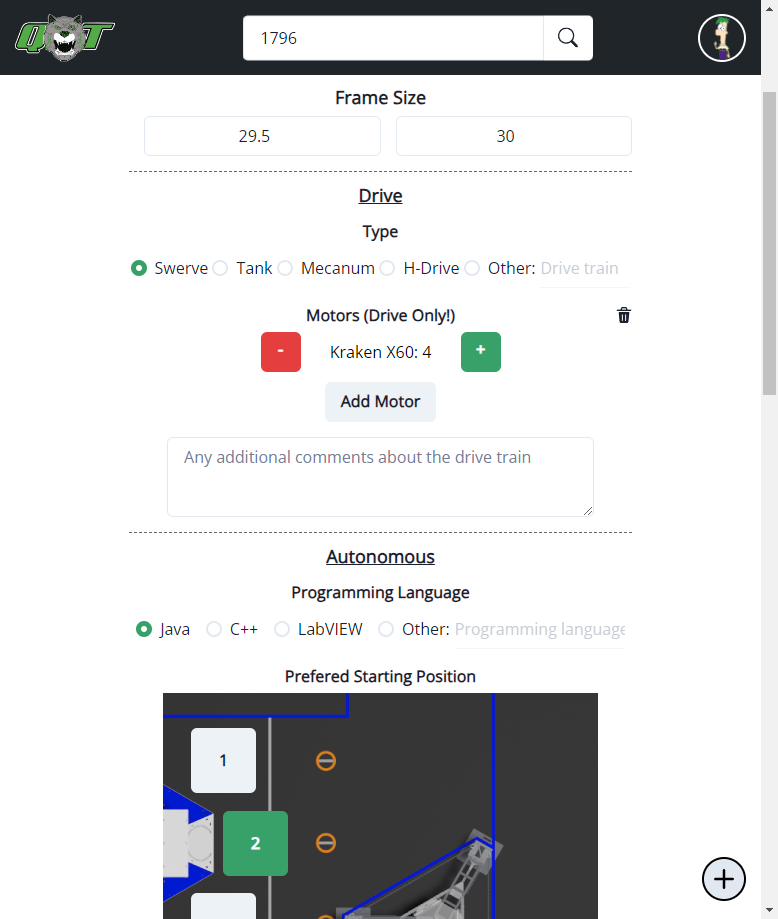 QDT
1796
Frame Size
29.5 30
Drive
Type
Swerve Tank Mecanum H-Drive Other: Drive train
Motors (Drive Only!)
- Kraken X60: 4 +
Add Motor
Any additional comments about the drive train
Autonomous
Programming Language
Java C++ LabVIEW Other: Programming language
Prefered Starting Position
1
2